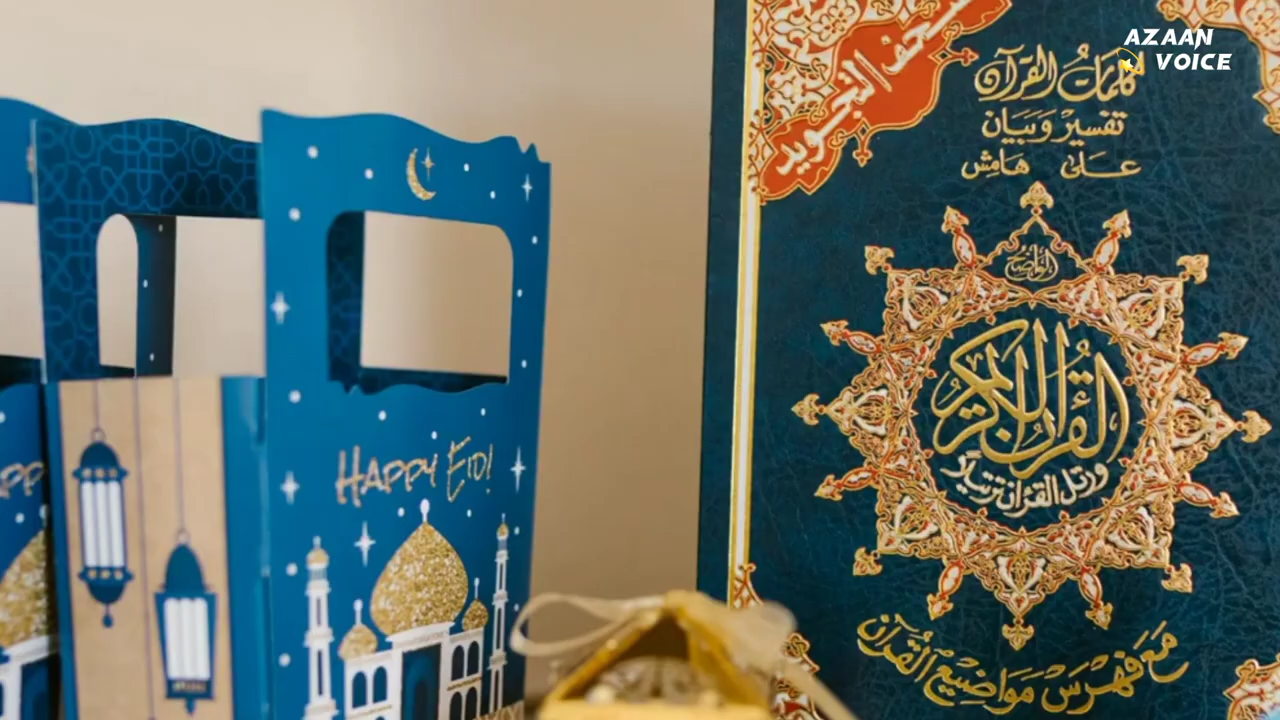 AZAAN
VOICE
HAPPY EID!
مصحف التجويد
كلمات القرآن
تفسير وبيان
على هامش
الواضح
القرآن الكريم
ورتل القرآن ترتيلا
مع فهرس مواضيع القرآن